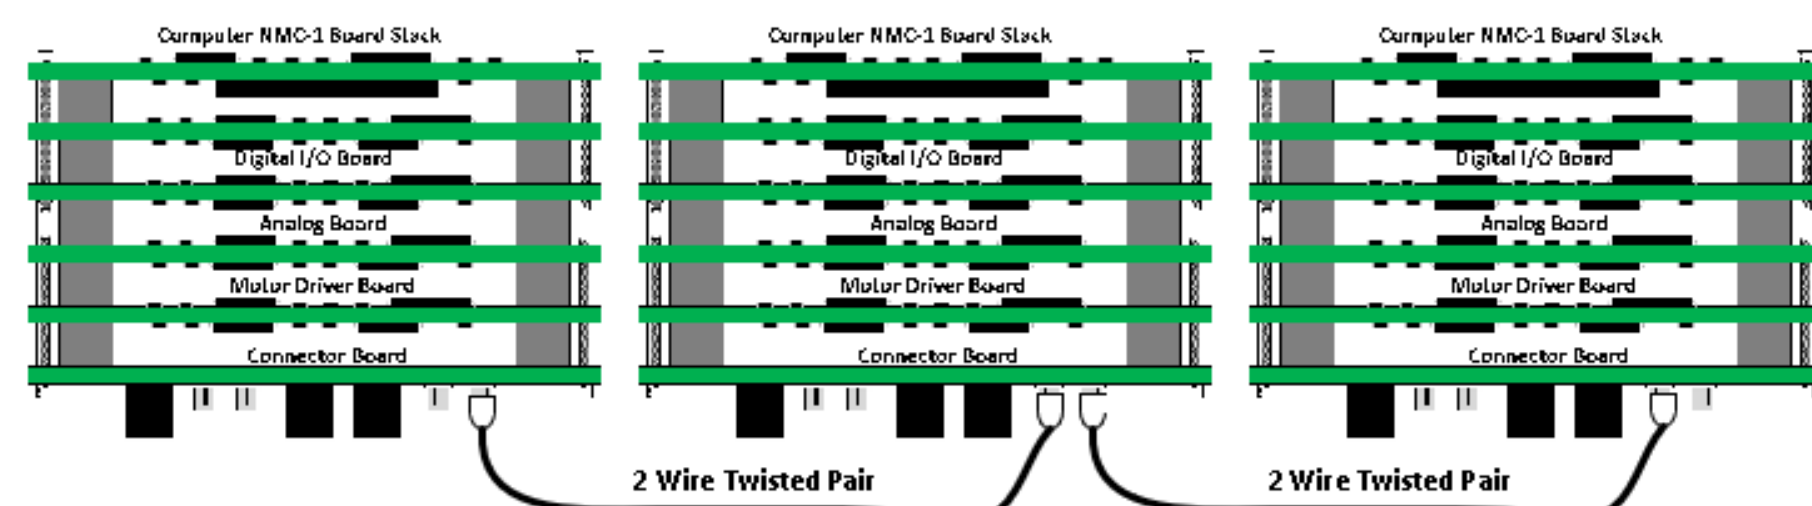 Computer NMC-1 Board Stack
Computer NMC-1 Board Stack
Computer NMC-1 Board Stack
Digital I/O Board
Digital I/O Board
Digital I/O Board
Analog Board
Analog Board
Analog Board
Motor Driver Board
Motor Driver Board
Motor Driver Board
Connector Board
Connector Board
Connector Board
2 Wire Twisted Pair
2 Wire Twisted Pair